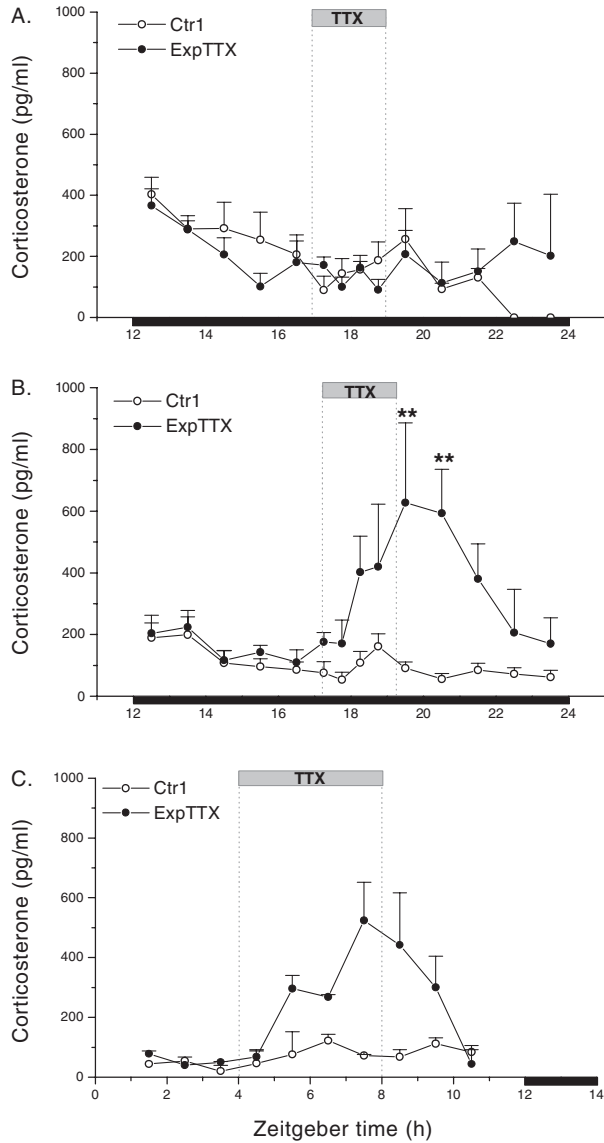 A.
TTX
Ctr1
ExpTTX
Corticosterone (pg/ml)
1000
800
600
400
200
0
12 14 16 18 20 22 24
B.
TTX
Ctr1
ExpTTX
** **
Corticosterone (pg/ml)
1000
800
600
400
200
0
12 14 16 18 20 22 24
C.
TTX
Ctr1
ExpTTX
Corticosterone (pg/ml)
1000
800
600
400
200
0
0 2 4 6 8 10 12 14
Zeitgeber time (h)